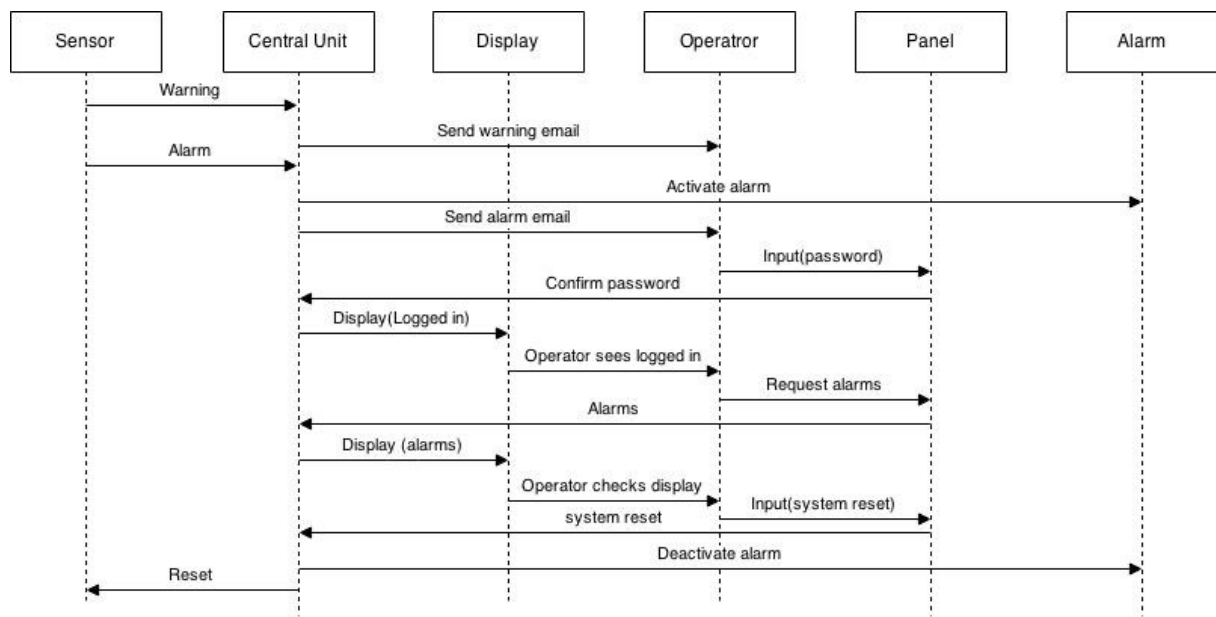 Sensor
Central Unit
Display
Operatror
Panel
Alarm
Warning
Send warning email
Alarm
Activate alarm
Send alarm email
Input(password)
Confirm password
Display(Logged in)
Operator sees logged in
Request alarms
Alarms
Display (alarms)
Operator checks display
Input(system reset)
system reset
Deactivate alarm
Reset